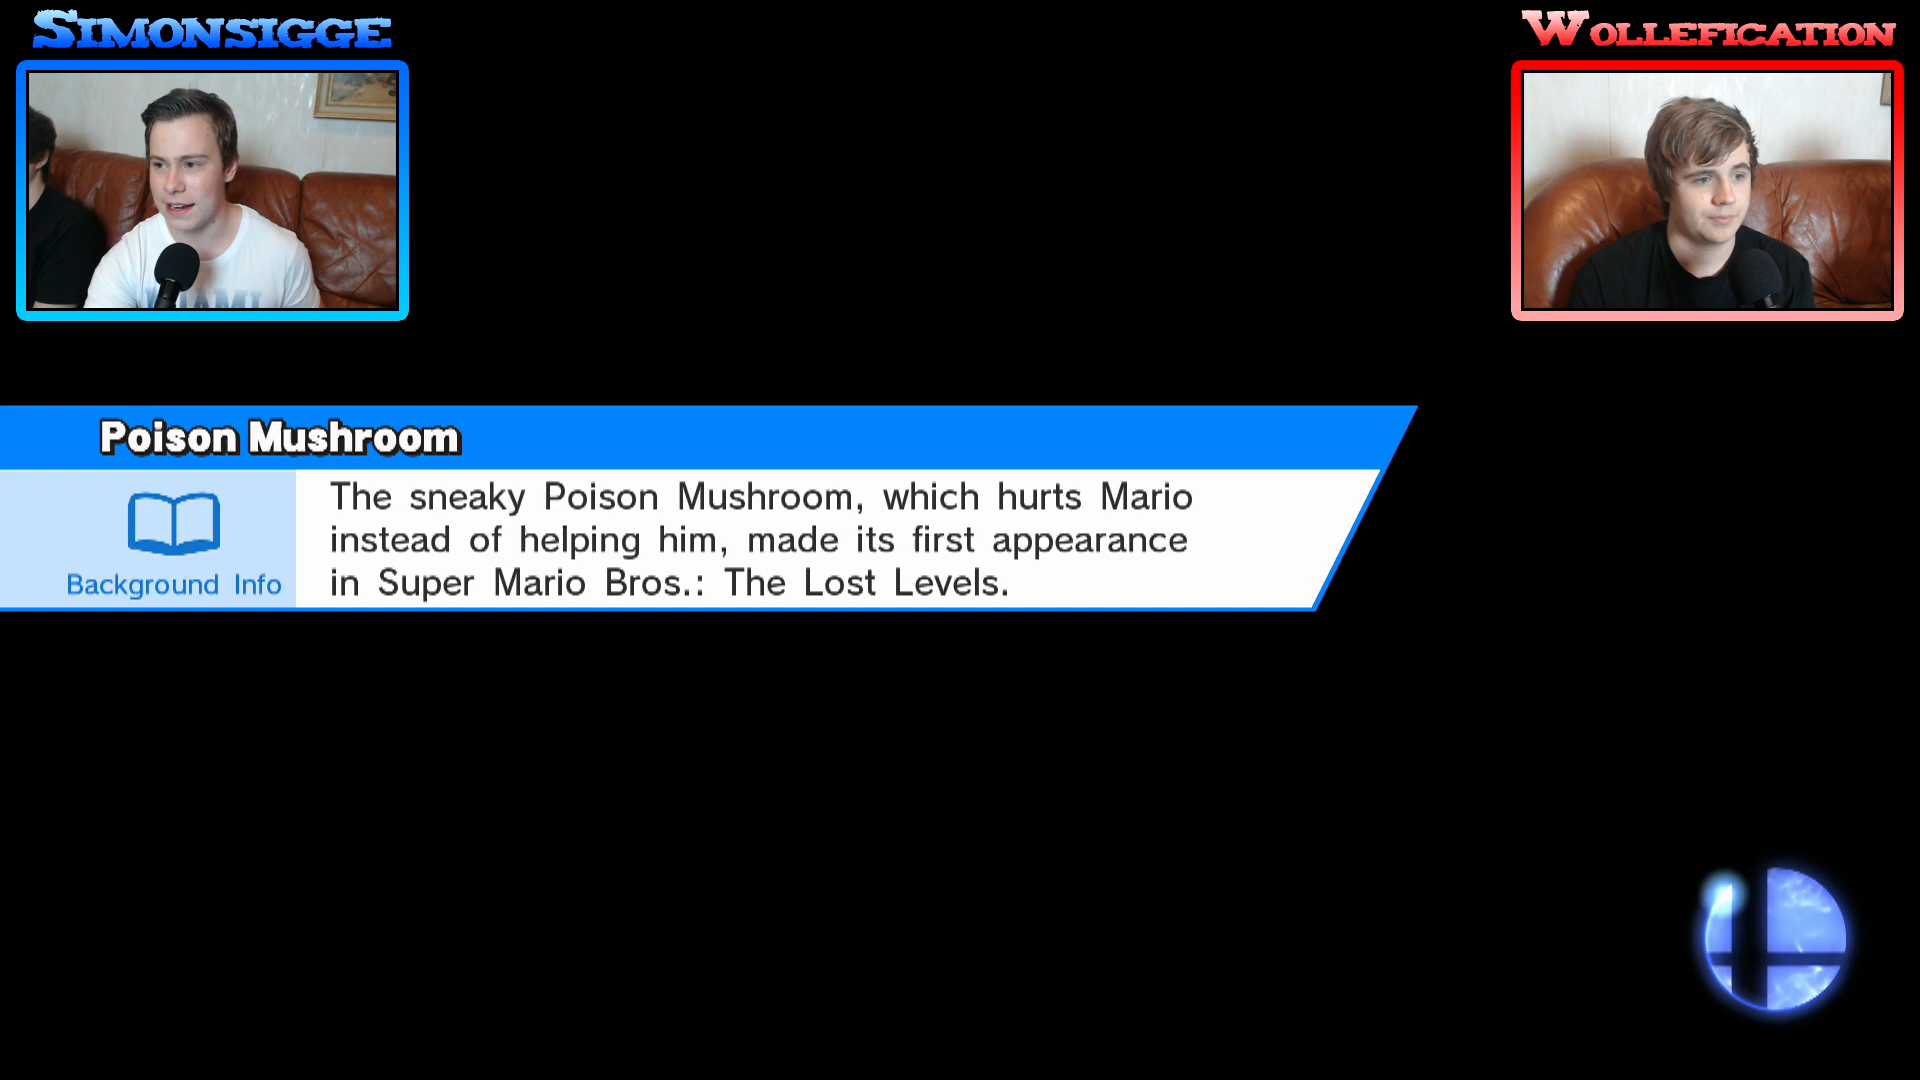 SIMONSIGGE
WOLLEFICATION
Poison Mushroom
The sneaky Poison Mushroom, which hurts Mario
instead of helping him, made its first appearance
in Super Mario Bros.: The Lost Levels.
Background Info